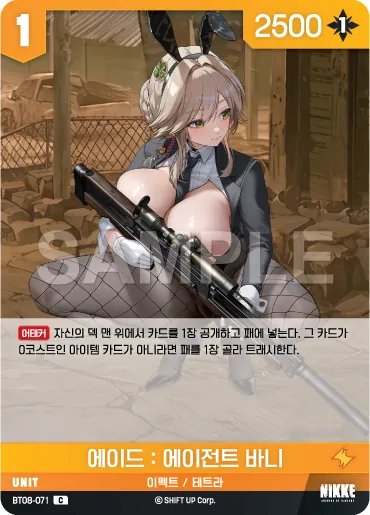 1
2500 1
SAMPLE
어태커 자신의 덱 맨 위에서 카드를 1장 공개하고 패에 넣는다. 그 카드가
0코스트인 아이템 카드가 아니라면 패를 1장 골라 트래시한다.
에이드 : 에이전트 바니
UNIT
이펙트 / 테트라
NIKKE
BT08-071 C
© SHIFT UP Corp.